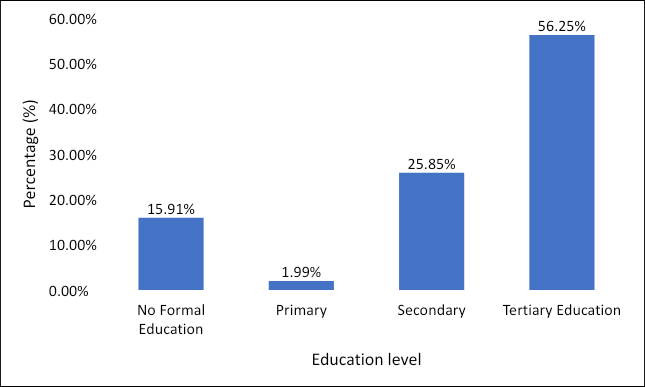 60.00%
50.00%
40.00%
30.00%
20.00%
10.00%
0.00%
Percentage (%)
15.91%
1.99%
25.85%
56.25%
No Formal
Education
Primary
Secondary
Tertiary Education
Education level